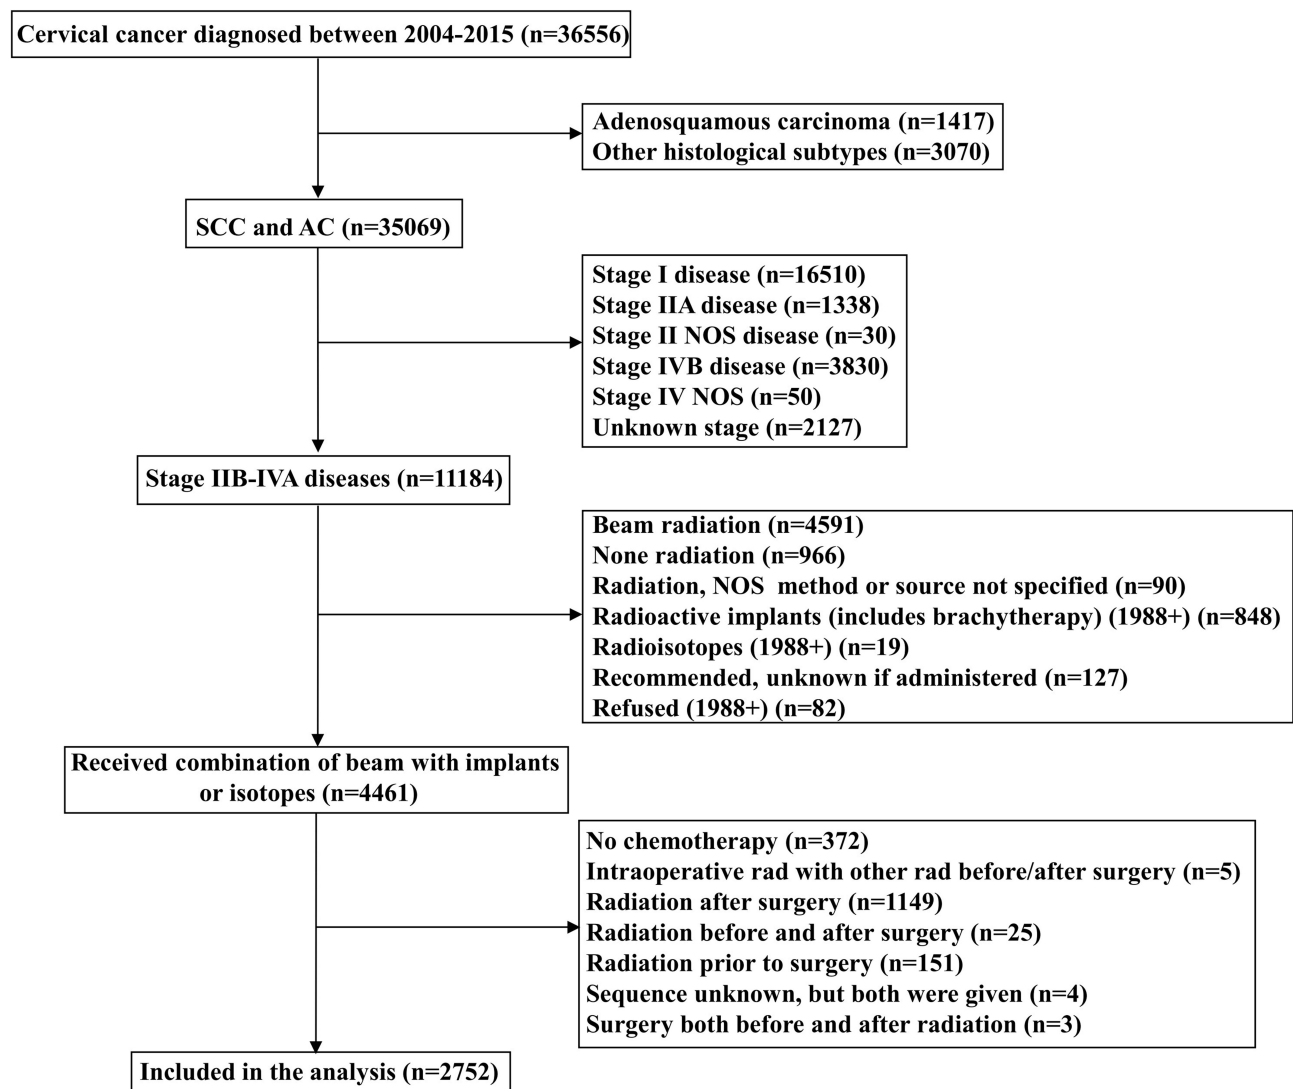 Cervical cancer diagnosed between 2004-2015 (n=36556)
Adenosquamous carcinoma (n=1417)
Other histological subtypes (n=3070)
SCC and AC (n=35069)
Stage I disease (n=16510)
Stage IIA disease (n=1338)
Stage II NOS disease (n=30)
Stage IVB disease (n=3830)
Stage IV NOS (n=50)
Unknown stage (n=2127)
Stage IIB-IVA diseases (n=11184)
Beam radiation (n=4591)
None radiation (n=966)
Radiation, NOS method or source not specified (n=90)
Radioactive implants (includes brachytherapy) (1988+) (n=848)
Radioisotopes (1988+) (n=19)
Recommended, unknown if administered (n=127)
Refused (1988+) (n=82)
Received combination of beam with implants
or isotopes (n=4461)
No chemotherapy (n=372)
Intraoperative rad with other rad before/after surgery (n=5)
Radiation after surgery (n=1149)
Radiation before and after surgery (n=25)
Radiation prior to surgery (n=151)
Sequence unknown, but both were given (n=4)
Surgery both before and after radiation (n=3)
Included in the analysis (n=2752)